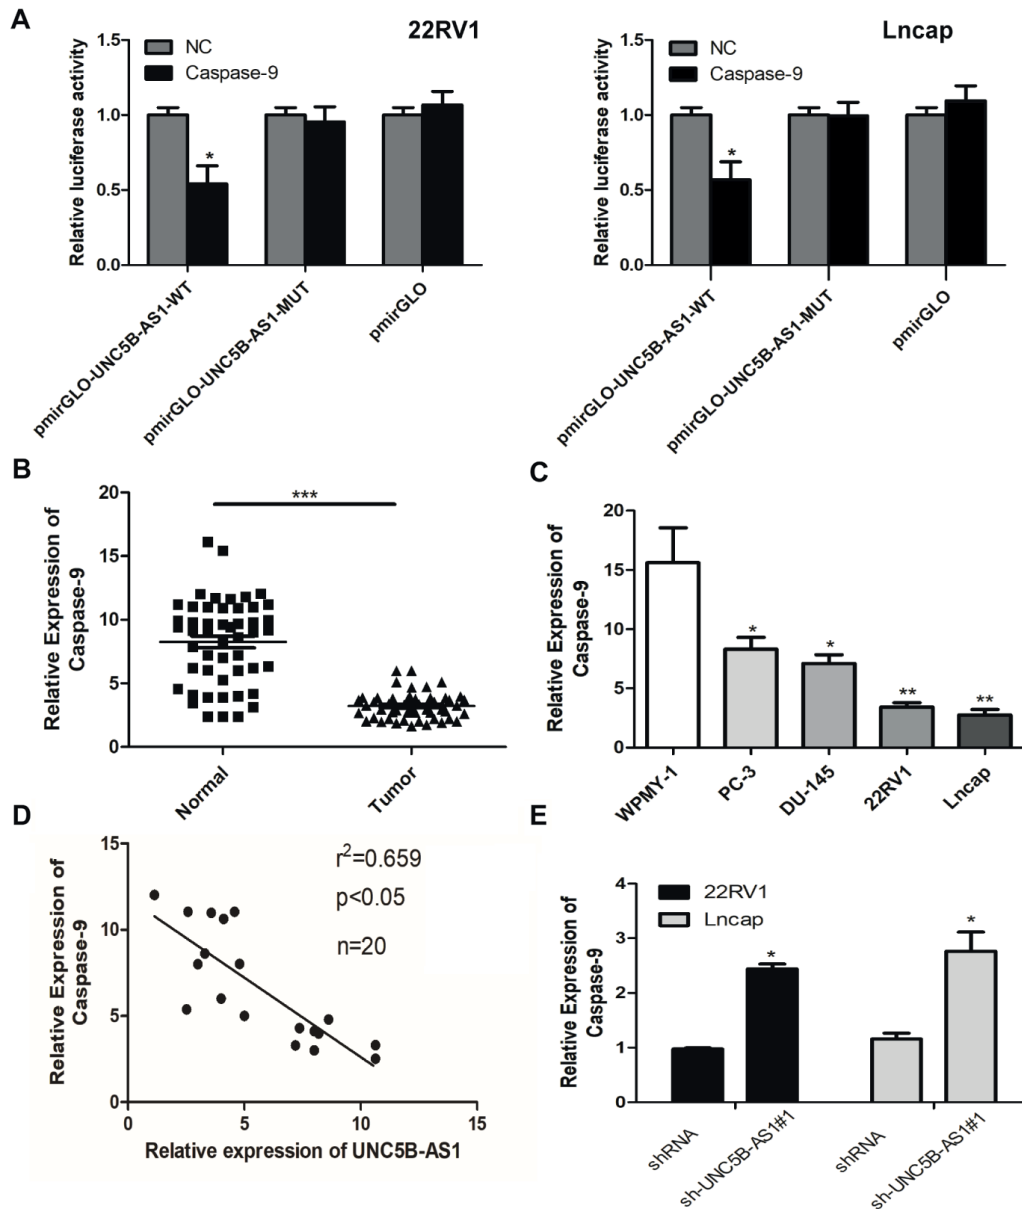 A
22RV1
NC
Caspase-9
Relative luciferase activity
1.5
1.0
0.5
0.0
*
pmirGLO-UNC5B-AS1-WT
pmirGLO-UNC5B-AS1-MUT
pmirGLO
Lncap
NC
Caspase-9
Relative luciferase activity
1.5
1.0
0.5
0.0
*
pmirGLO-UNC5B-AS1-WT
pmirGLO-UNC5B-AS1-MUT
pmirGLO
B
Relative Expression of
Caspase-9
20
15
10
5
0
***
Normal
Tumor
C
Relative Expression of
Caspase-9
20
15
10
5
0
*
*
**
**
WPMY-1
PC-3
DU-145
22RV1
Lncap
D
Relative Expression of
Caspase-9
15
10
5
0
r²=0.659
p<0.05
n=20
0
5
10
15
Relative expression of UNC5B-AS1
E
Relative Expression of
Caspase-9
4
3
2
1
0
22RV1
Lncap
*
*
shRNA
sh-UNC5B-AS1#1
shRNA
sh-UNC5B-AS1#1